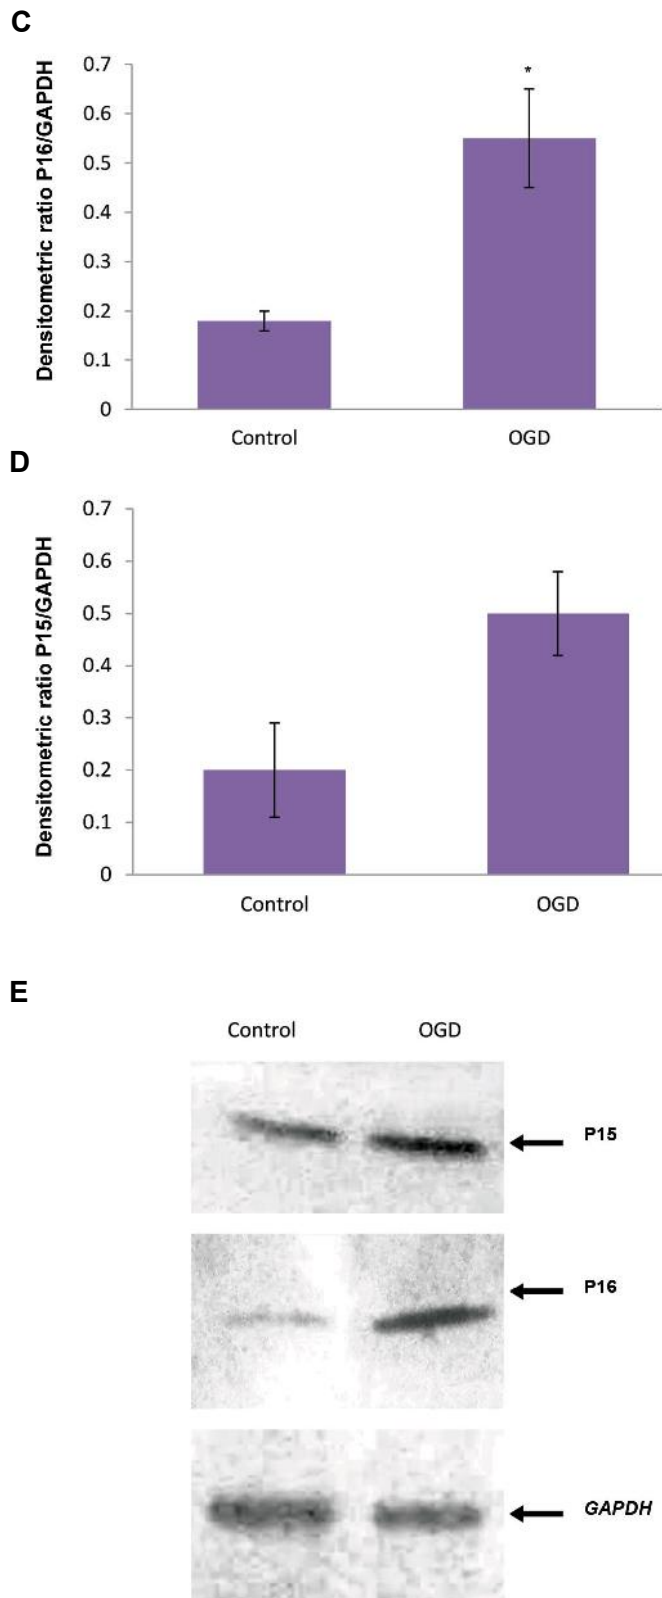 C
Densitometric ratio P16/GAPDH
0.7
0.6
0.5
0.4
0.3
0.2
0.1
0
*
Control OGD
D
Densitometric ratio P15/GAPDH
0.7
0.6
0.5
0.4
0.3
0.2
0.1
0
Control OGD
E
Control OGD
P15
P16
GAPDH